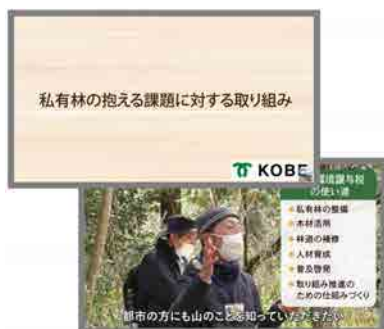 私有林の抱える課題に対する取り組み
KOBE
環境譲与税
の使い道
私有林の整備
木材活用
林道の補修
人材育成
普及啓発
取り組み推進の
ための仕組みづくり
都市の方にも山のことを知っていただきたい